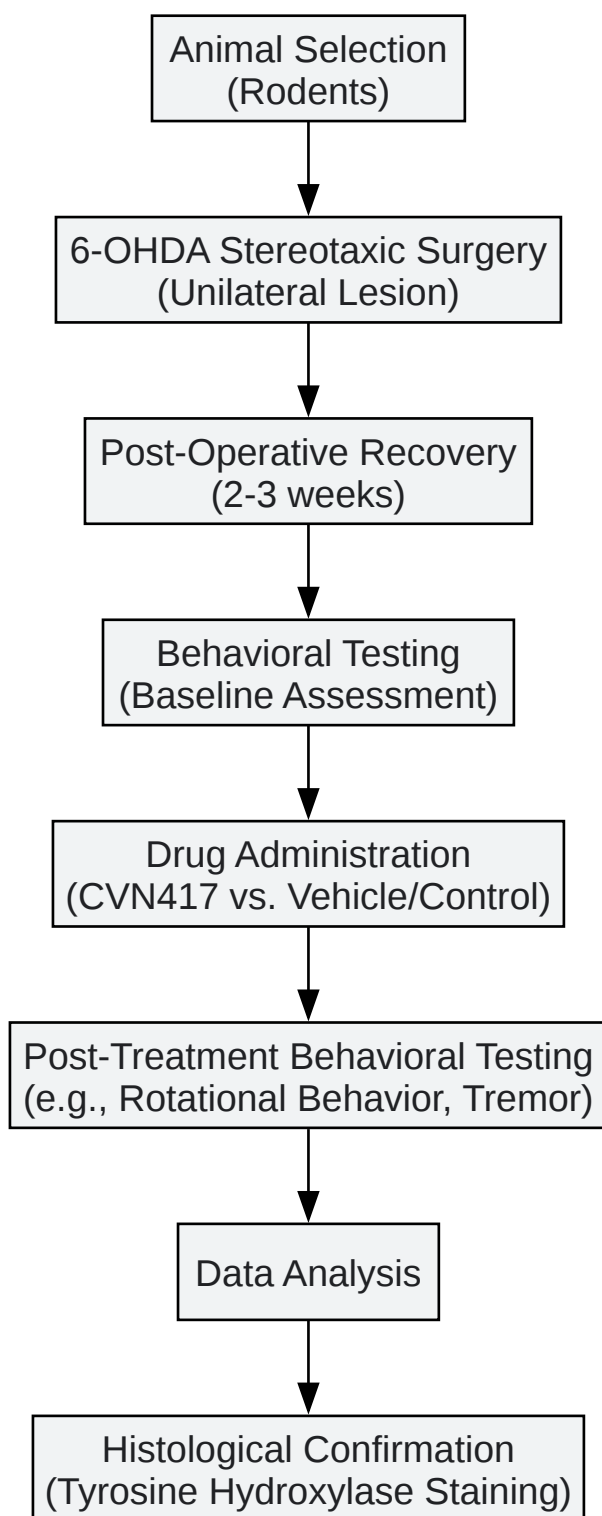 Animal Selection
(Rodents)
6-OHDA Stereotaxic Surgery
(Unilateral Lesion)
Post-Operative Recovery
(2-3 weeks)
Behavioral Testing
(Baseline Assessment)
Drug Administration
(CVN417 vs. Vehicle/Control)
Post-Treatment Behavioral Testing
(e.g., Rotational Behavior, Tremor)
Data Analysis
Histological Confirmation
(Tyrosine Hydroxylase Staining)